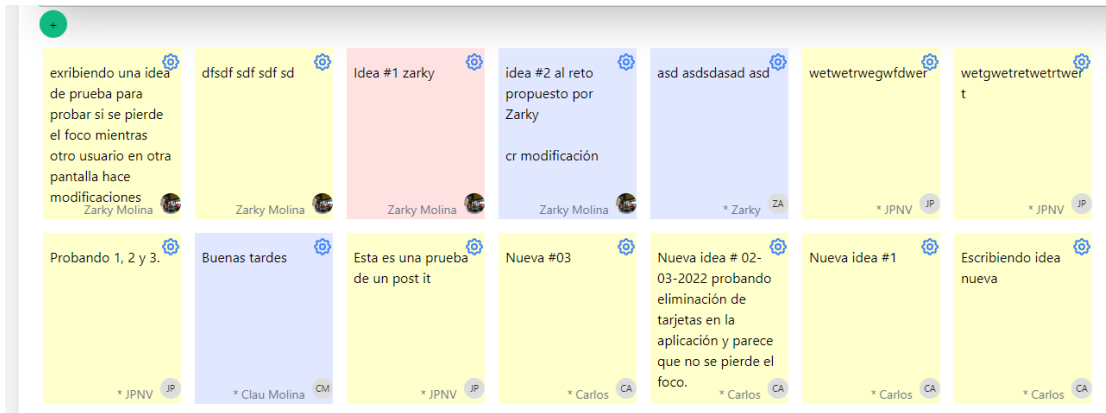 +
exribiendo una idea
de prueba para
probar si se pierde
el foco mientras
otro usuario en otra
pantalla hace
modificaciones
Zarky Molina
dfsdf sdf sdf sd
Zarky Molina
Idea #1 zarky
Zarky Molina
idea #2 al reto
propuesto por
Zarky
cr modificación
Zarky Molina
asd asdsdasad asd
* Zarky ZA
wetwetrwegwfdwer
* JPNV JP
wetgwetretwetrtwer
t
* JPNV JP
Probando 1, 2 y 3.
* JPNV JP
Buenas tardes
* Clau Molina CM
Esta es una prueba
de un post it
* JPNV JP
Nueva #03
* Carlos CA
Nueva idea # 02-
03-2022 probando
eliminación de
tarjetas en la
aplicación y parece
que no se pierde el
foco.
* Carlos CA
Nueva idea #1
* Carlos CA
Escribiendo idea
nueva
* Carlos CA